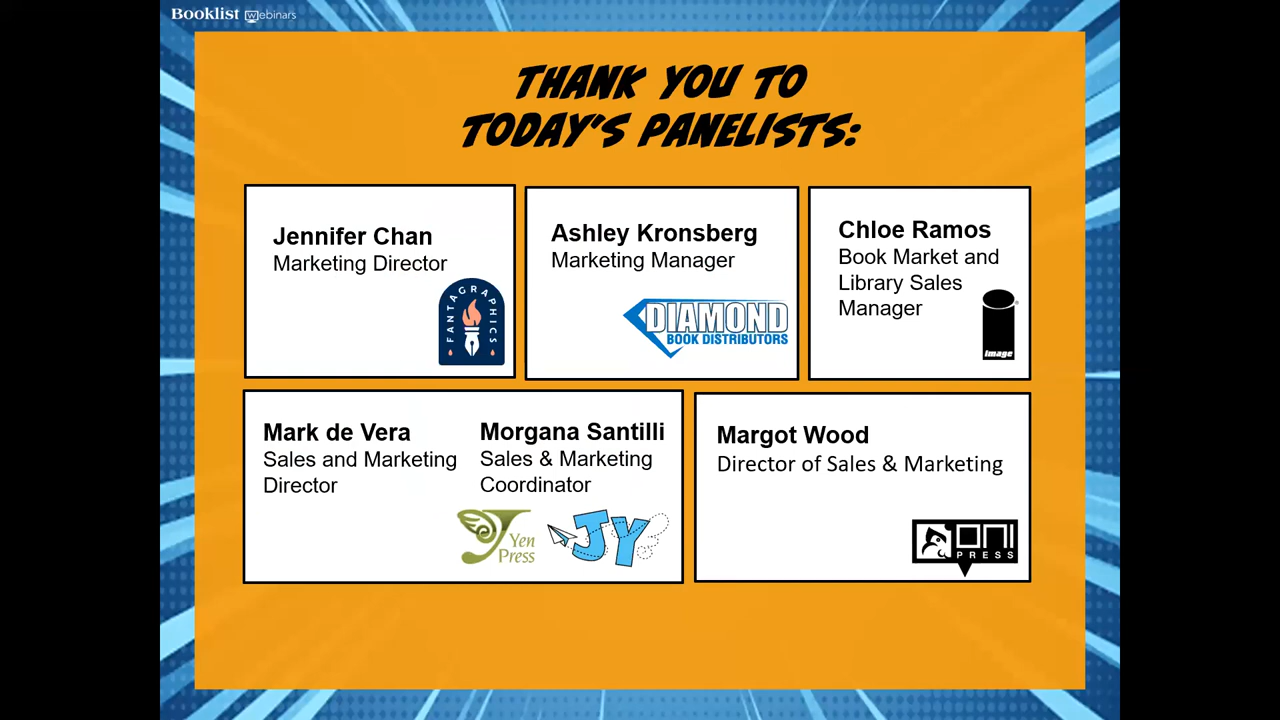 Booklist Webinars
THANK YOU TO
TODAY'S PANELISTS:
Jennifer Chan
Marketing Director
FANTAGRAPHICS
Ashley Kronsberg
Marketing Manager
DIAMOND
BOOK DISTRIBUTORS
Chloe Ramos
Book Market and
Library Sales
Manager
image
Mark de Vera
Sales and Marketing
Director
Morgana Santilli
Sales & Marketing
Coordinator
Yen
Press
JY
Margot Wood
Director of Sales & Marketing
ONI
PRESS